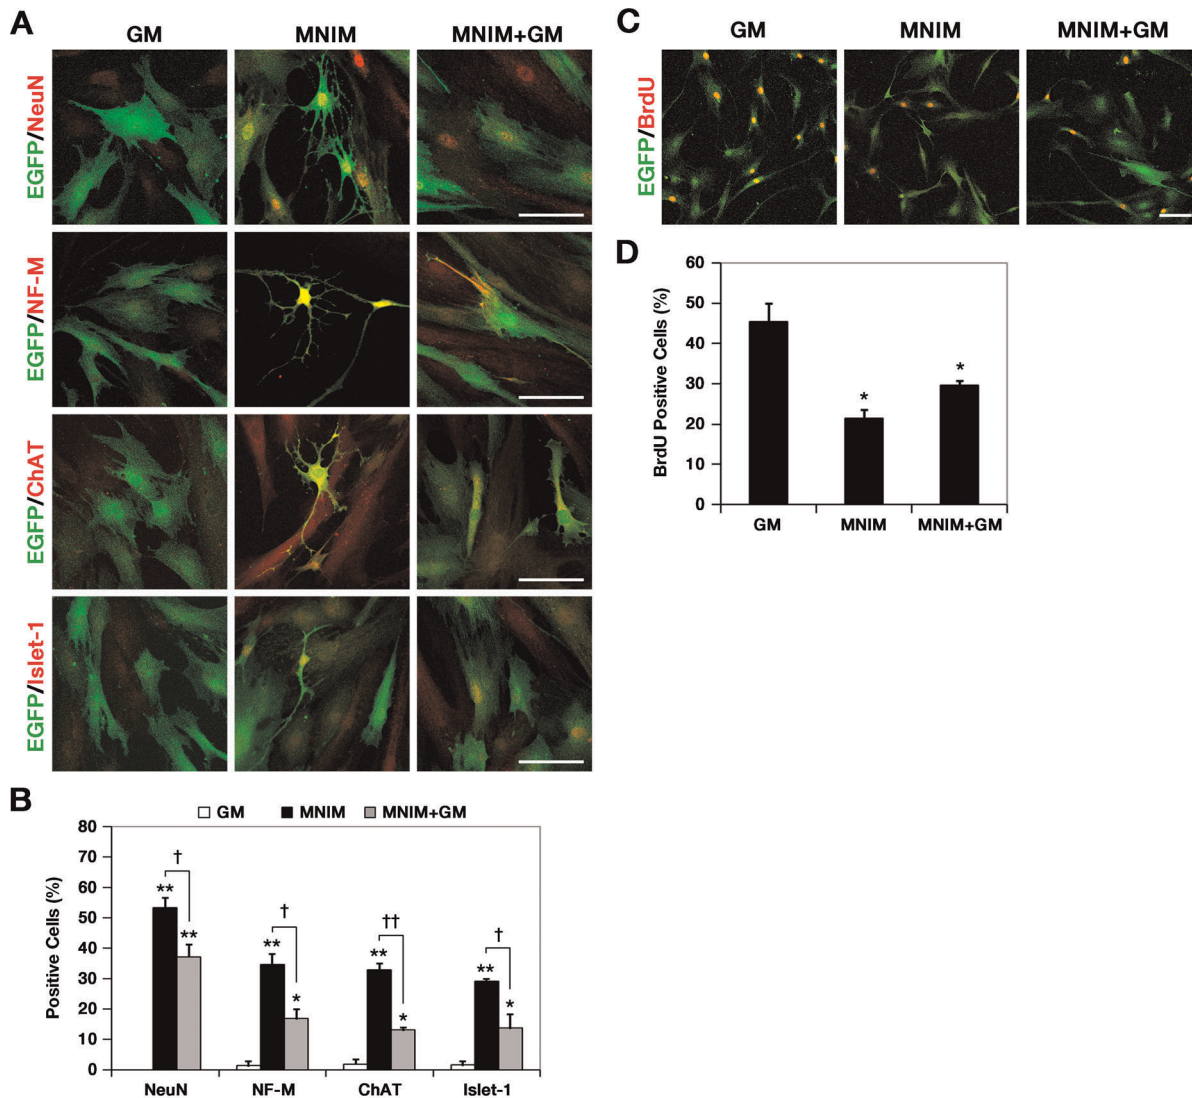 A
GM MNIM MNIM+GM
EGFP/NeuN
EGFP/NF-M
EGFP/ChAT
EGFP/Islet-1
B
GM MNIM MNIM+GM
Positive Cells (%)
80
70
60
50
40
30
20
10
0
†
**
**
†
**
*
††
**
*
†
**
*
NeuN NF-M ChAT Islet-1
C
GM MNIM MNIM+GM
EGFP/BrdU
D
BrdU Positive Cells (%)
60
50
40
30
20
10
0
*
*
GM MNIM MNIM+GM